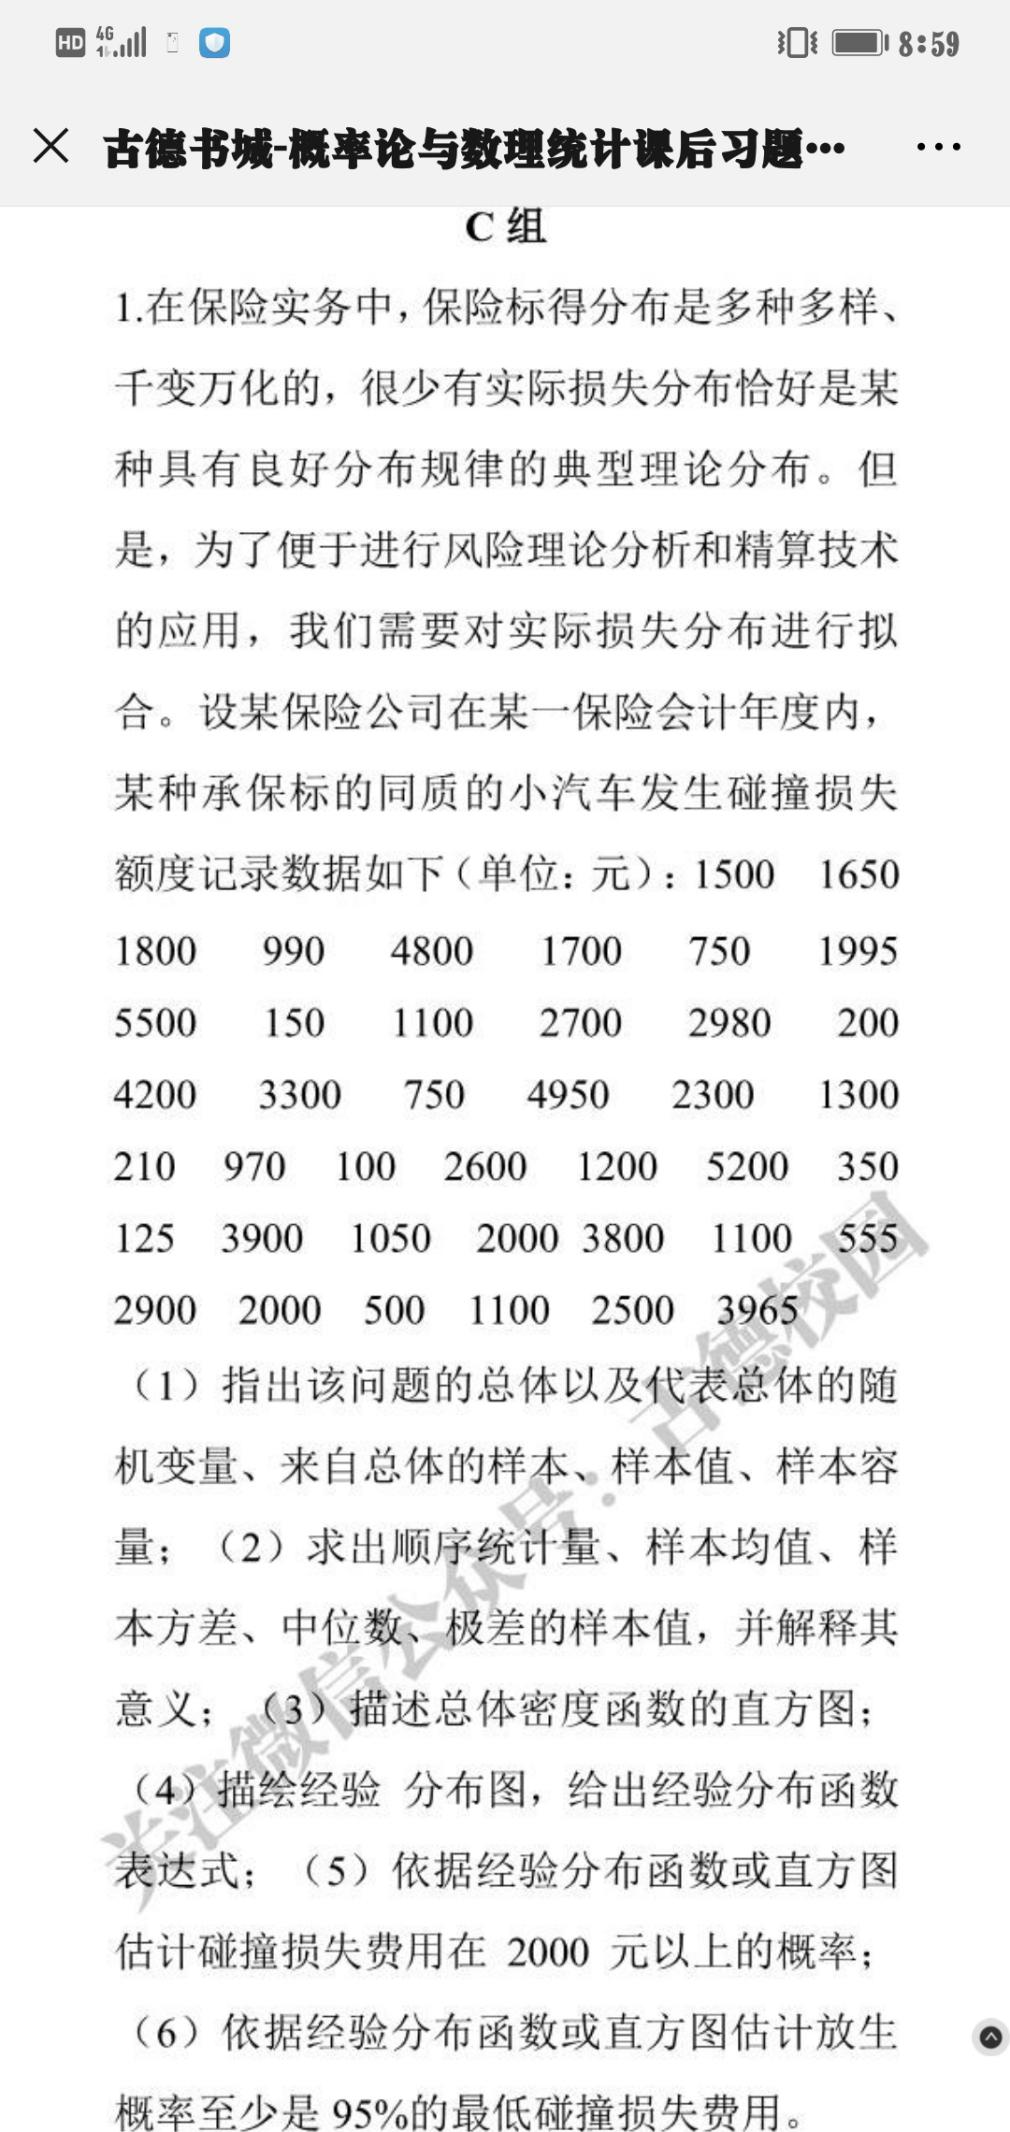 HD 4G 8:59
古德书城-概率论与数理统计课后习题…
C 组
1.在保险实务中，保险标得分布是多种多样、
千变万化的，很少有实际损失分布恰好是某
种具有良好分布规律的典型理论分布。但
是，为了便于进行风险理论分析和精算技术
的应用，我们需要对实际损失分布进行拟
合。设某保险公司在某一保险会计年度内，
某种承保标的同质的小汽车发生碰撞损失
额度记录数据如下（单位：元）：1500 1650
1800 990 4800 1700 750 1995
5500 150 1100 2700 2980 200
4200 3300 750 4950 2300 1300
210 970 100 2600 1200 5200 350
125 3900 1050 2000 3800 1100 555
2900 2000 500 1100 2500 3965
（1）指出该问题的总体以及代表总体的随
机变量、来自总体的样本、样本值、样本容
量；（2）求出顺序统计量、样本均值、样
本方差、中位数、极差的样本值，并解释其
意义；（3）描述总体密度函数的直方图；
（4）描绘经验 分布图，给出经验分布函数
表达式；（5）依据经验分布函数或直方图
估计碰撞损失费用在 2000 元以上的概率；
（6）依据经验分布函数或直方图估计放生
概率至少是 95%的最低碰撞损失费用。
关注微信公众号：古德校园